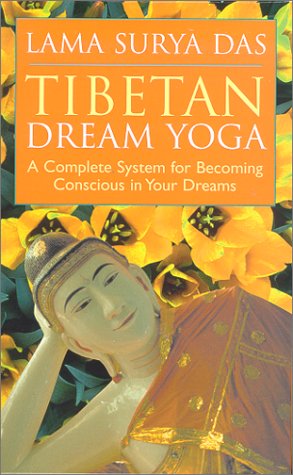 LAMA SURYA DAS
TIBETAN
DREAM YOGA
A Complete System for Becoming
Conscious in Your Dreams